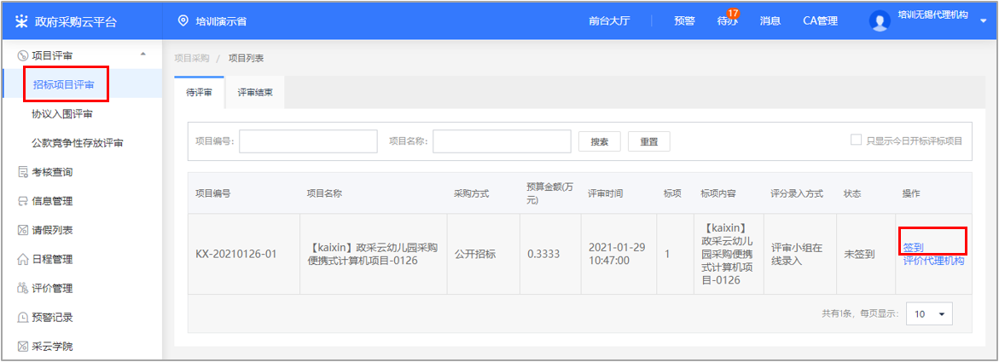 政府采购云平台
培训演示省
前台大厅
预警
待办
17
消息
CA管理
培训无锡代理机构
项目评审
招标项目评审
协议入围评审
公款竞争性存放评审
考核查询
信息管理
请假列表
日程管理
评价管理
预警记录
采云学院
项目采购 / 项目列表
待评审
评审结束
项目编号：
项目名称：
搜索
重置
只显示今日开标评标项目
项目编号
项目名称
采购方式
预算金额(万
元)
评审时间
标项
标项内容
评分录入方式
状态
操作
KX-20210126-01
【kaixin】政采云幼儿园采购
便携式计算机项目-0126
公开招标
0.3333
2021-01-29
10:47:00
1
【kaixin】
政采云幼儿
园采购便携
式计算机项
目-0126
评审小组在
线录入
未签到
签到
评价代理机构
共有1条，每页显示：
10